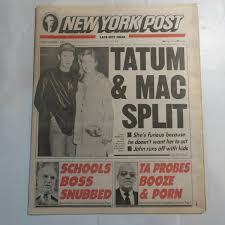 NEW YORK POST
LATE CITY FINAL
TATUM
& MAC
SPLIT
She's furious because
he doesn't want her to act
John runs off with kids
SCHOOLS
BOSS
SNUBBED
TA PROBES
BOOZE
& PORN